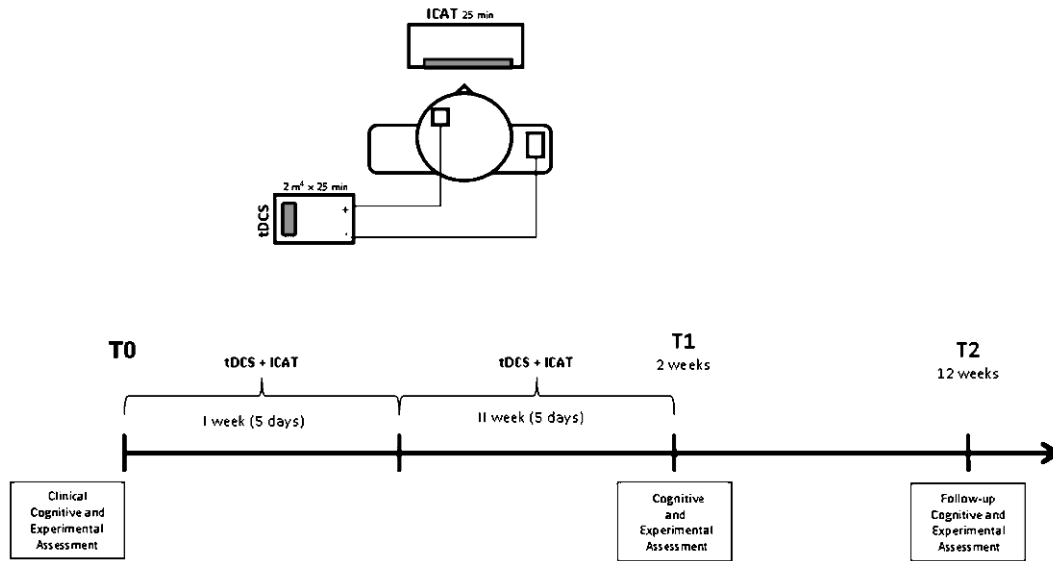 ICAT 25 min
2 m⁴ × 25 min
tDCS
+
-
T0
tDCS + ICAT
tDCS + ICAT
T1
2 weeks
T2
12 weeks
I week (5 days)
II week (5 days)
Clinical
Cognitive and
Experimental
Assessment
Cognitive
and
Experimental
Assessment
Follow-up
Cognitive and
Experimental
Assessment